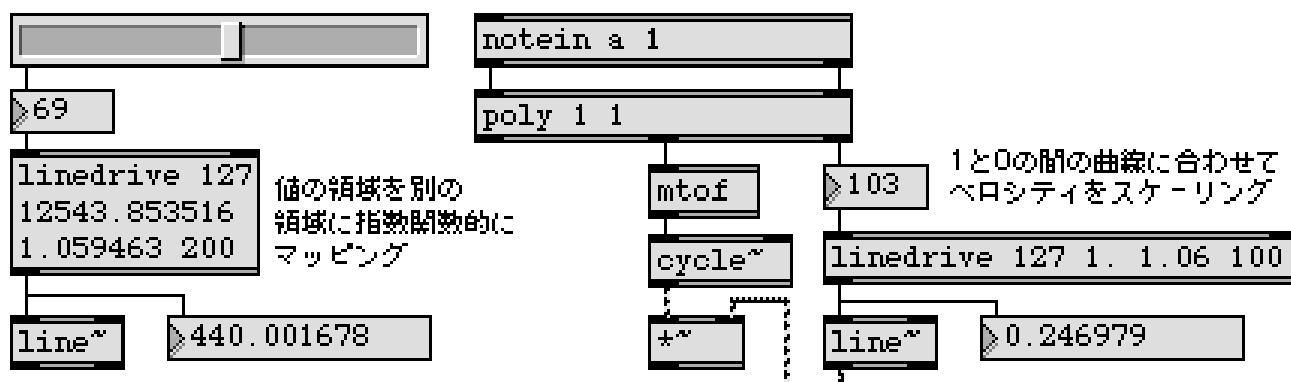 69
linedrive 127
12543.853516
1.059463 200
値の領域を別の
領域に指数関数的に
マッピング
line~
440.001678
notein a 1
poly 1 1
mtof
cycle~
*~
103
1と0の間の曲線に合わせて
ベロシティをスケーリング
linedrive 127 1. 1.06 100
line~
0.246979